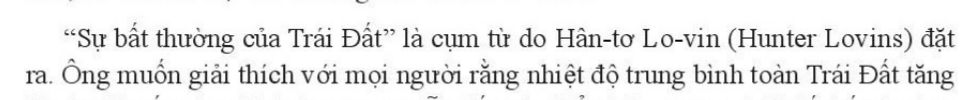 “Sự bất thường của Trái Đất” là cụm từ do Hân-tơ Lo-vin (Hunter Lovins) đặt
ra. Ông muốn giải thích với mọi người rằng nhiệt độ trung bình toàn Trái Đất tăng